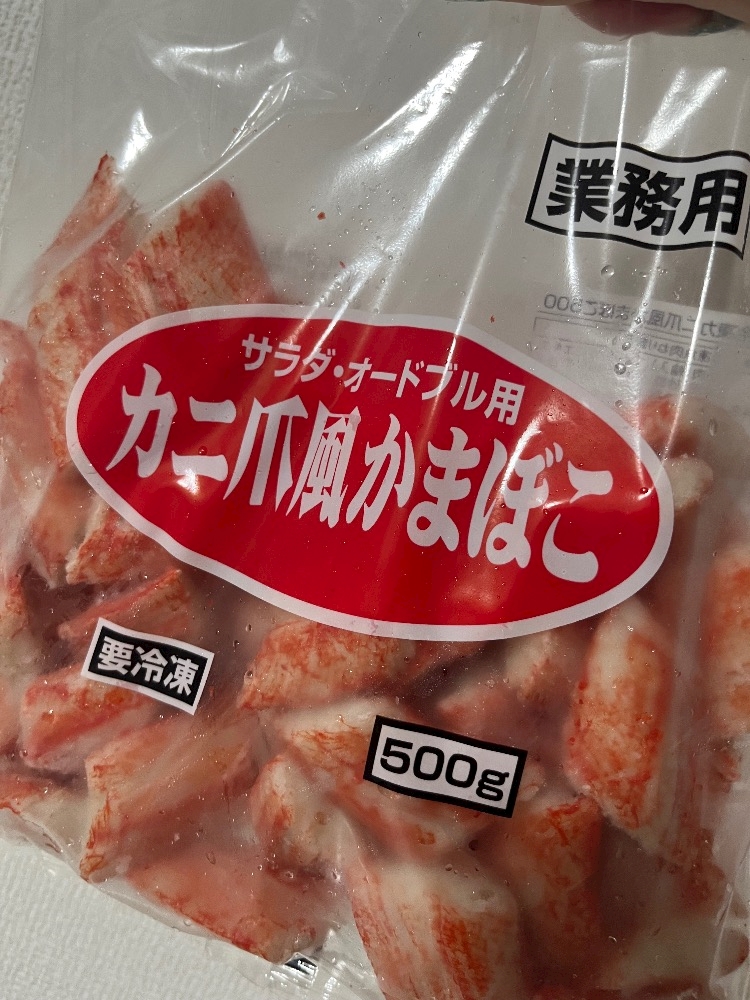 業務用
サラダ・オードブル用
カニ爪風かまぼこ
要冷凍
500g